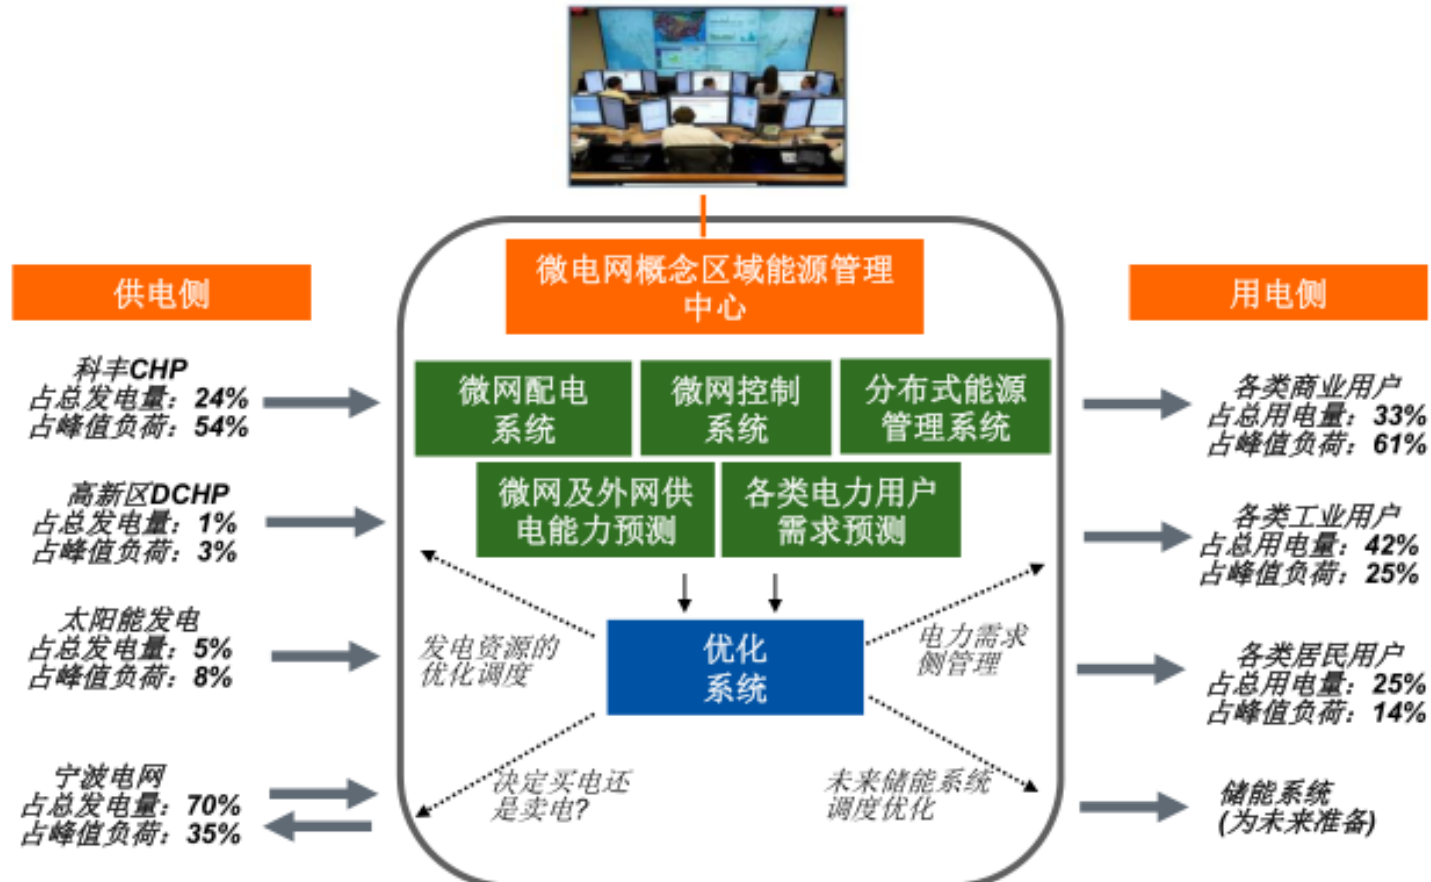 微电网概念区域能源管理
中心
供电侧
科丰CHP
占总发电量：24%
占峰值负荷：54%
高新区DCHP
占总发电量：1%
占峰值负荷：3%
太阳能发电
占总发电量：5%
占峰值负荷：8%
宁波电网
占总发电量：70%
占峰值负荷：35%
微网配电
系统
微网控制
系统
分布式能源
管理系统
微网及外网供
电能力预测
各类电力用户
需求预测
发电资源的
优化调度
优化
系统
电力需求
侧管理
决定买电还
是卖电?
未来储能系统
调度优化
用电侧
各类商业用户
占总用电量：33%
占峰值负荷：61%
各类工业用户
占总用电量：42%
占峰值负荷：25%
各类居民用户
占总用电量：25%
占峰值负荷：14%
储能系统
(为未来准备)